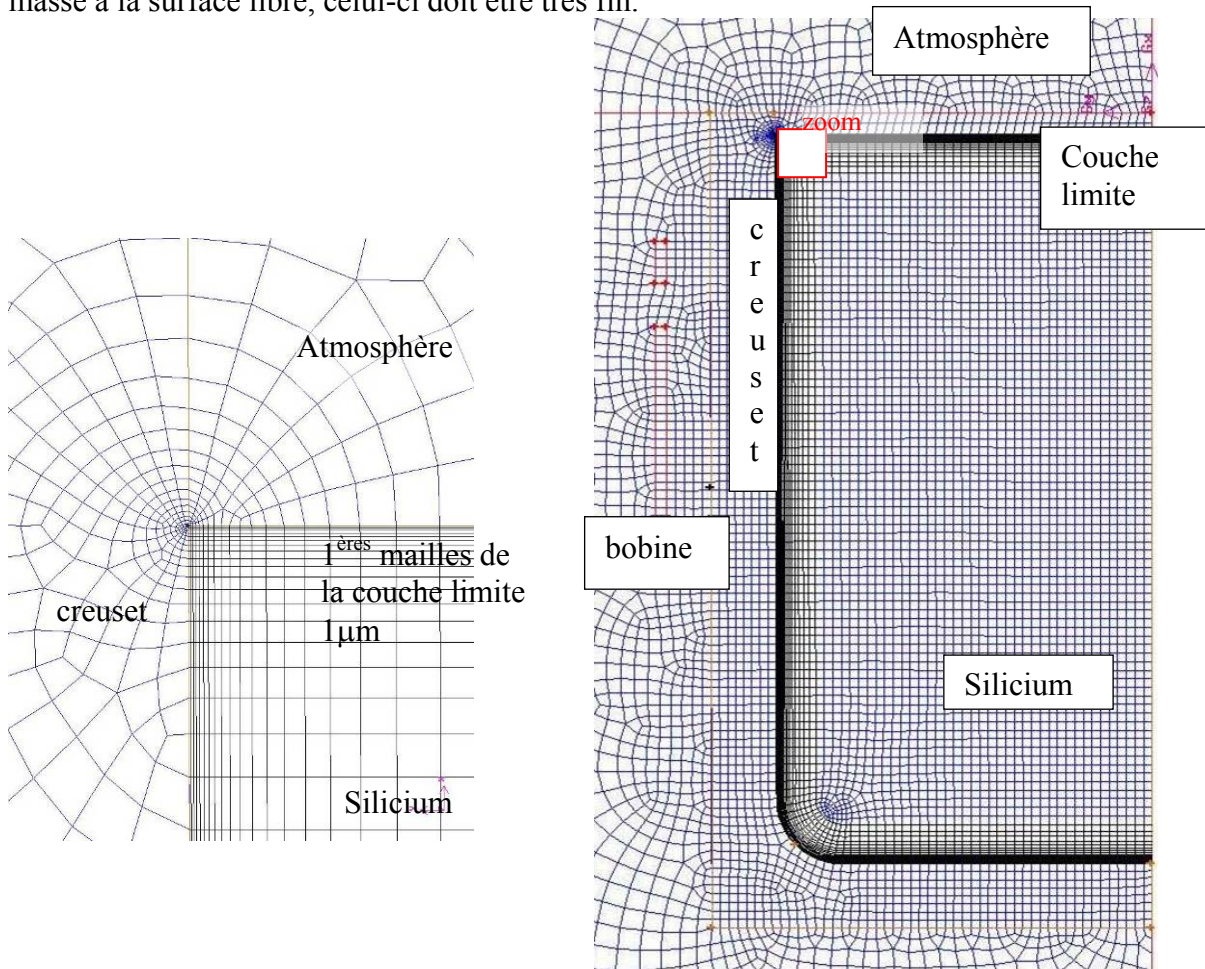 masse à la surface libre, celui-ci doit être très fin.
Atmosphère
zoom
Couche
limite
c
r
e
u
s
e
t
Atmosphère
1ères mailles de
la couche limite
1µm
creuset
bobine
Silicium
Silicium